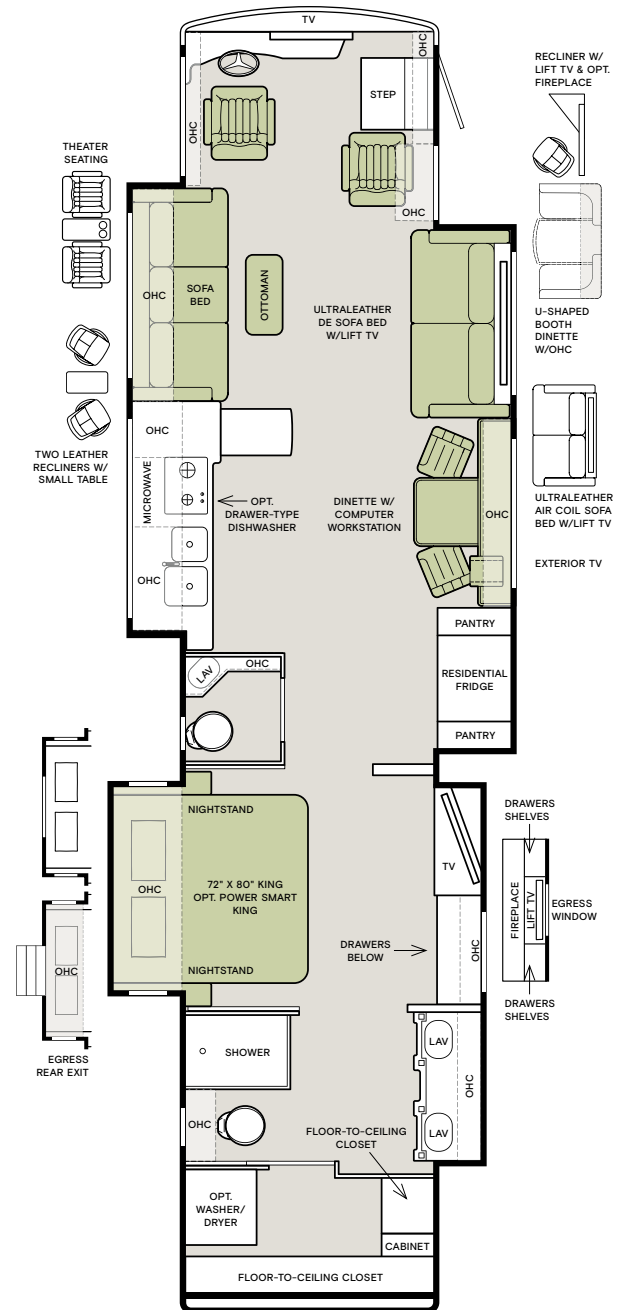 TV
OHC
STEP
OHC
OHC
RECLINER W/
LIFT TV & OPT.
FIREPLACE
THEATER
SEATING
OHC
SOFA
BED
OTTOMAN
ULTRALEATHER
DE SOFA BED
W/LIFT TV
U-SHAPED
BOOTH
DINETTE
W/OHC
TWO LEATHER
RECLINERS W/
SMALL TABLE
OHC
MICROWAVE
OPT.
DRAWER-TYPE
DISHWASHER
DINETTE W/
COMPUTER
WORKSTATION
OHC
ULTRALEATHER
AIR COIL SOFA
BED W/LIFT TV
EXTERIOR TV
OHC
PANTRY
RESIDENTIAL
FRIDGE
PANTRY
LAV
OHC
NIGHTSTAND
OHC
72" X 80" KING
OPT. POWER SMART
KING
NIGHTSTAND
TV
DRAWERS
BELOW
OHC
DRAWERS
SHELVES
FIREPLACE
LIFT TV
EGRESS
WINDOW
DRAWERS
SHELVES
OHC
EGRESS
REAR EXIT
SHOWER
LAV
OHC
LAV
OHC
FLOOR-TO-CEILING
CLOSET
OPT.
WASHER/
DRYER
CABINET
FLOOR-TO-CEILING CLOSET